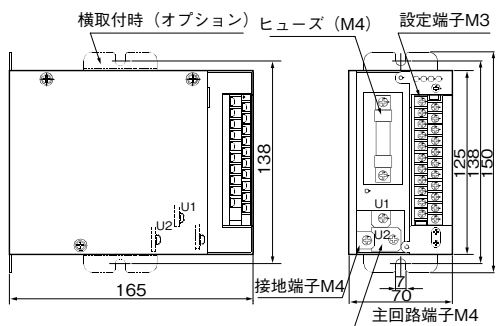 横取付時（オプション）
ヒューズ（M4）
設定端子M3
138
125
138
150
U1
U2
U1
U2
165
接地端子M4
7
70
主回路端子M4